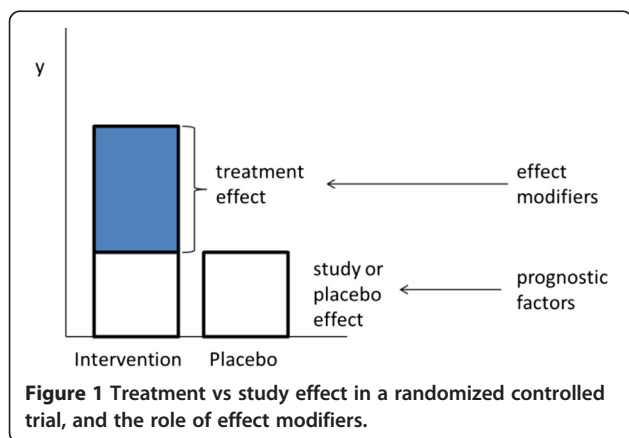 y
treatment
effect
effect
modifiers
study or
placebo
effect
prognostic
factors
Intervention Placebo
Figure 1 Treatment vs study effect in a randomized controlled
trial, and the role of effect modifiers.